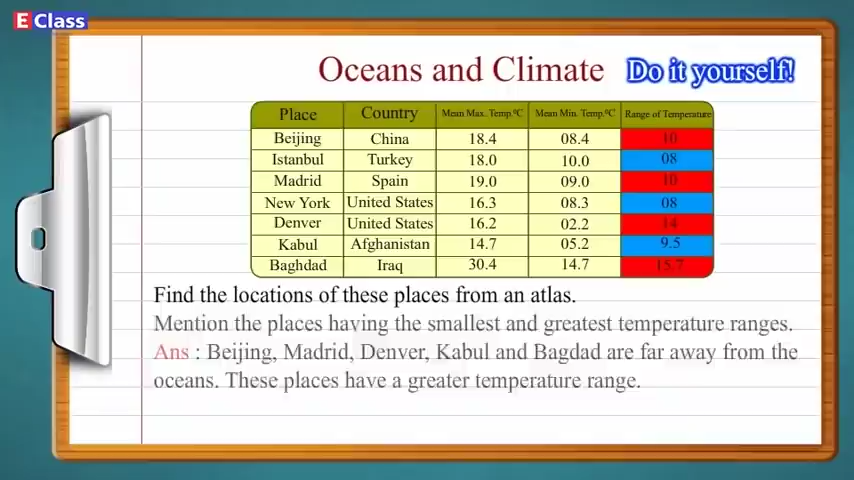 E Class
Oceans and Climate Do it yourself!
Place Country Mean Max. Temp.⁰C Mean Min. Temp.⁰C Range of Temperature
Beijing China 18.4 08.4 10
Istanbul Turkey 18.0 10.0 08
Madrid Spain 19.0 09.0 10
New York United States 16.3 08.3 08
Denver United States 16.2 02.2 14
Kabul Afghanistan 14.7 05.2 9.5
Baghdad Iraq 30.4 14.7 15.7
Find the locations of these places from an atlas.
Mention the places having the smallest and greatest temperature ranges.
Ans : Beijing, Madrid, Denver, Kabul and Bagdad are far away from the
oceans. These places have a greater temperature range.